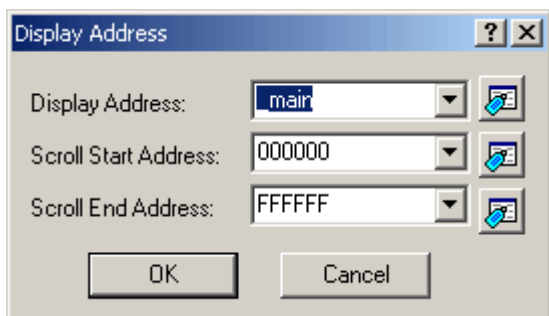 Display Address
Display Address: _main
Scroll Start Address: 000000
Scroll End Address: FFFFFF
OK Cancel